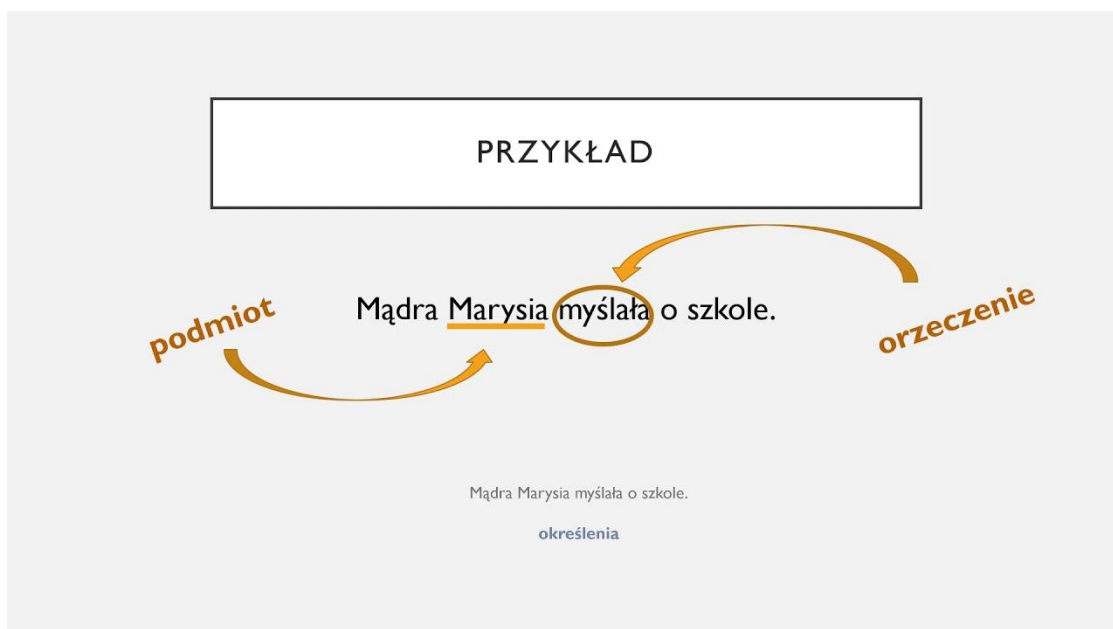 PRZYKŁAD
Mądra Marysia myślała o szkole.
podmiot
orzeczenie
Mądra Marysia myślała o szkole.
określenia